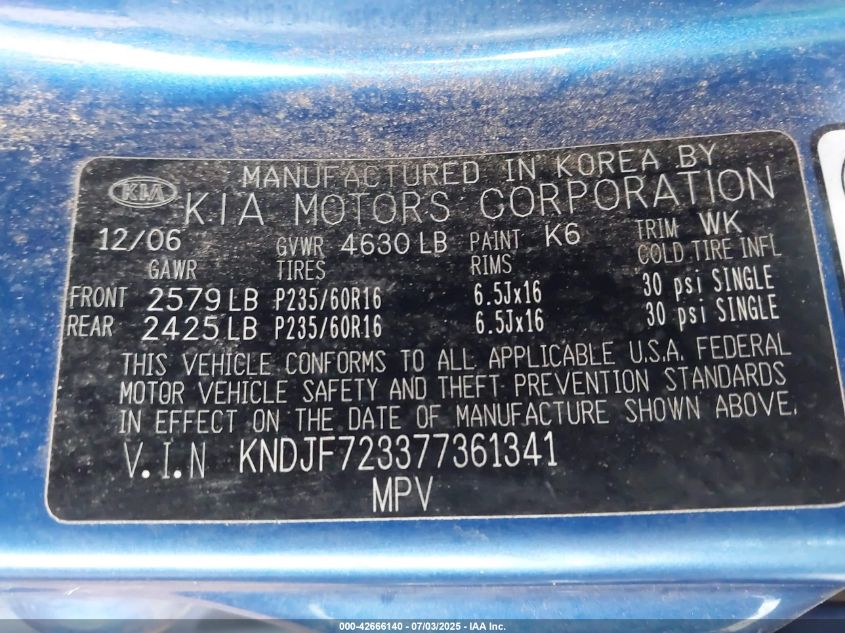 MANUFACTURED IN KOREA BY
KIA KIA MOTORS CORPORATION
12/06 GVWR 4630 LB PAINT K6 TRIM WK
GAWR TIRES RIMS COLD TIRE INFL
FRONT 2579 LB P235/60R16 6.5Jx16 30 psi SINGLE
REAR 2425 LB P235/60R16 6.5Jx16 30 psi SINGLE
THIS VEHICLE CONFORMS TO ALL APPLICABLE U.S.A. FEDERAL
MOTOR VEHICLE SAFETY AND THEFT PREVENTION STANDARDS
IN EFFECT ON THE DATE OF MANUFACTURE SHOWN ABOVE.
V.I.N KNDJF723377361341
MPV
000-42666140 - 07/03/2025 - IAA Inc.